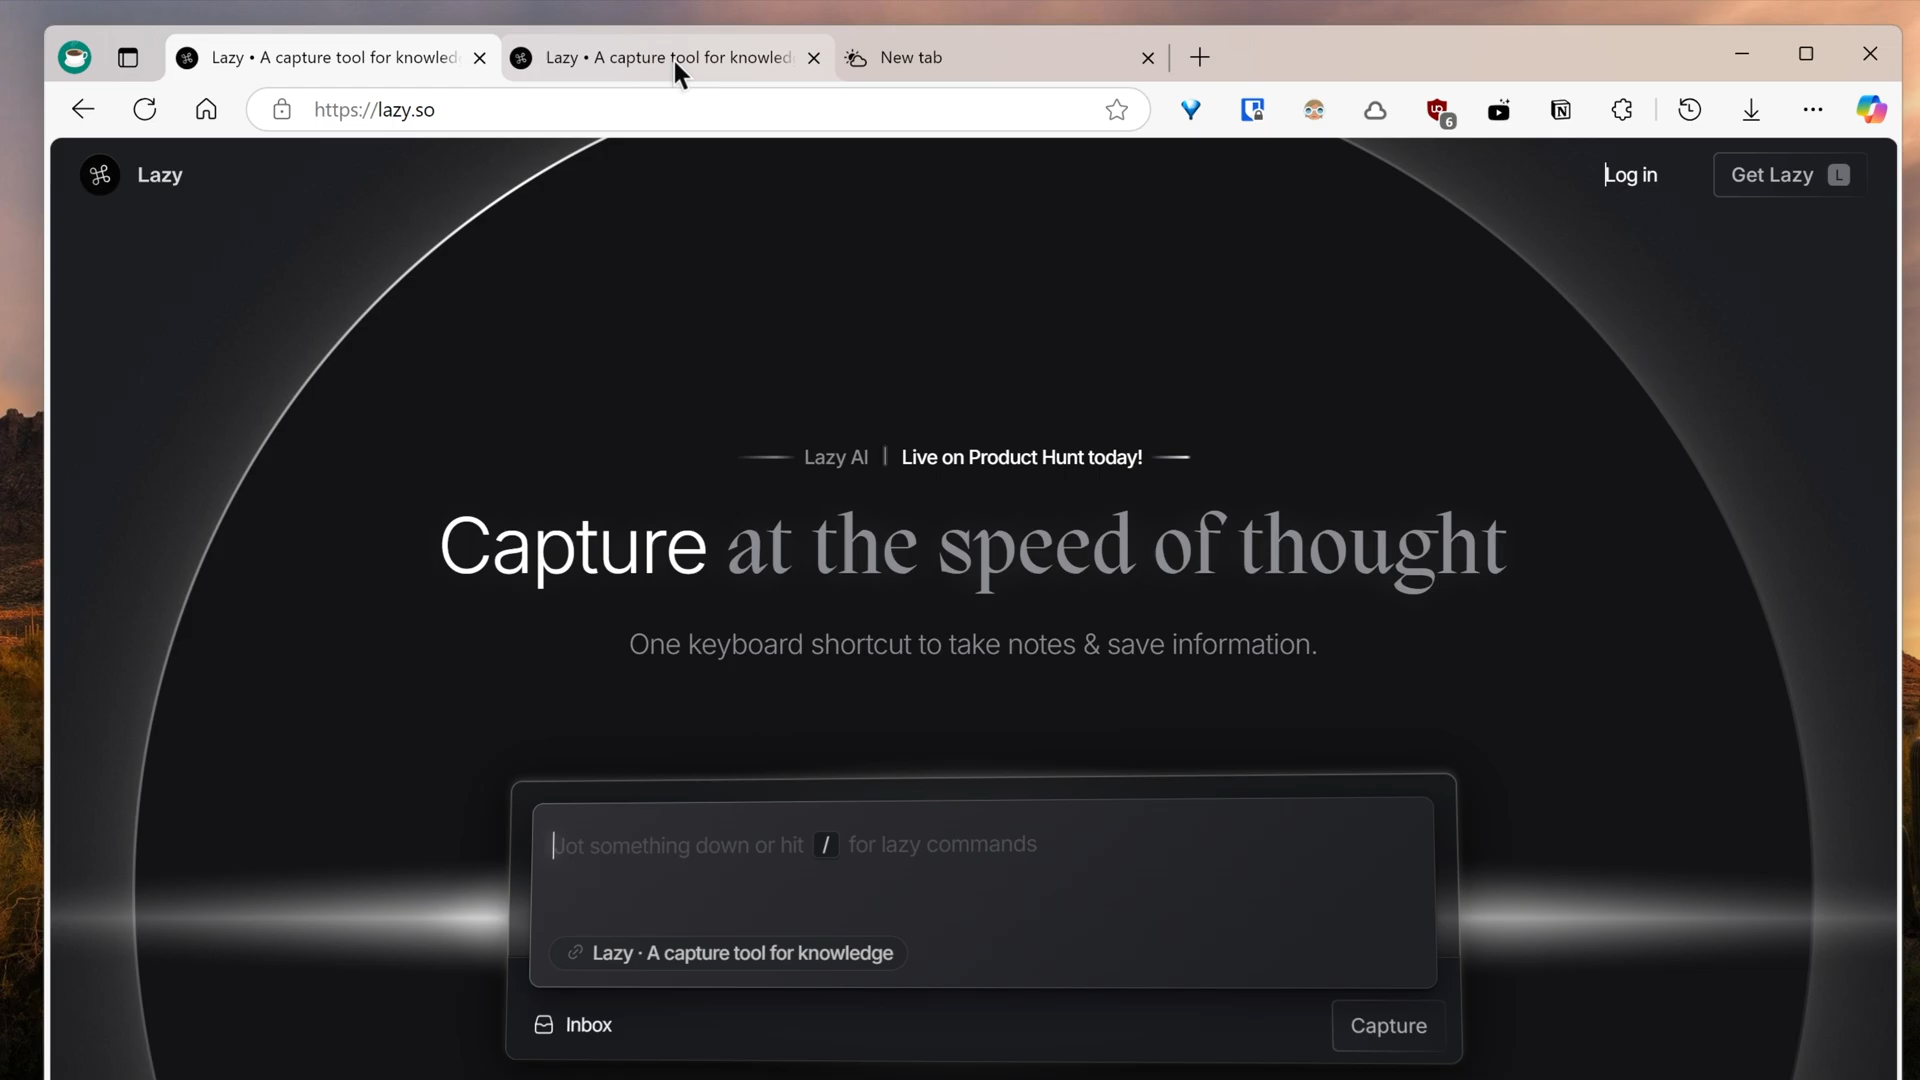 Lazy • A capture tool for knowled
Lazy • A capture tool for knowled
New tab
https://lazy.so
6
Lazy
Log in
Get Lazy L
Lazy AI | Live on Product Hunt today!
Capture at the speed of thought
One keyboard shortcut to take notes & save information.
Jot something down or hit / for lazy commands
Lazy · A capture tool for knowledge
Inbox
Capture